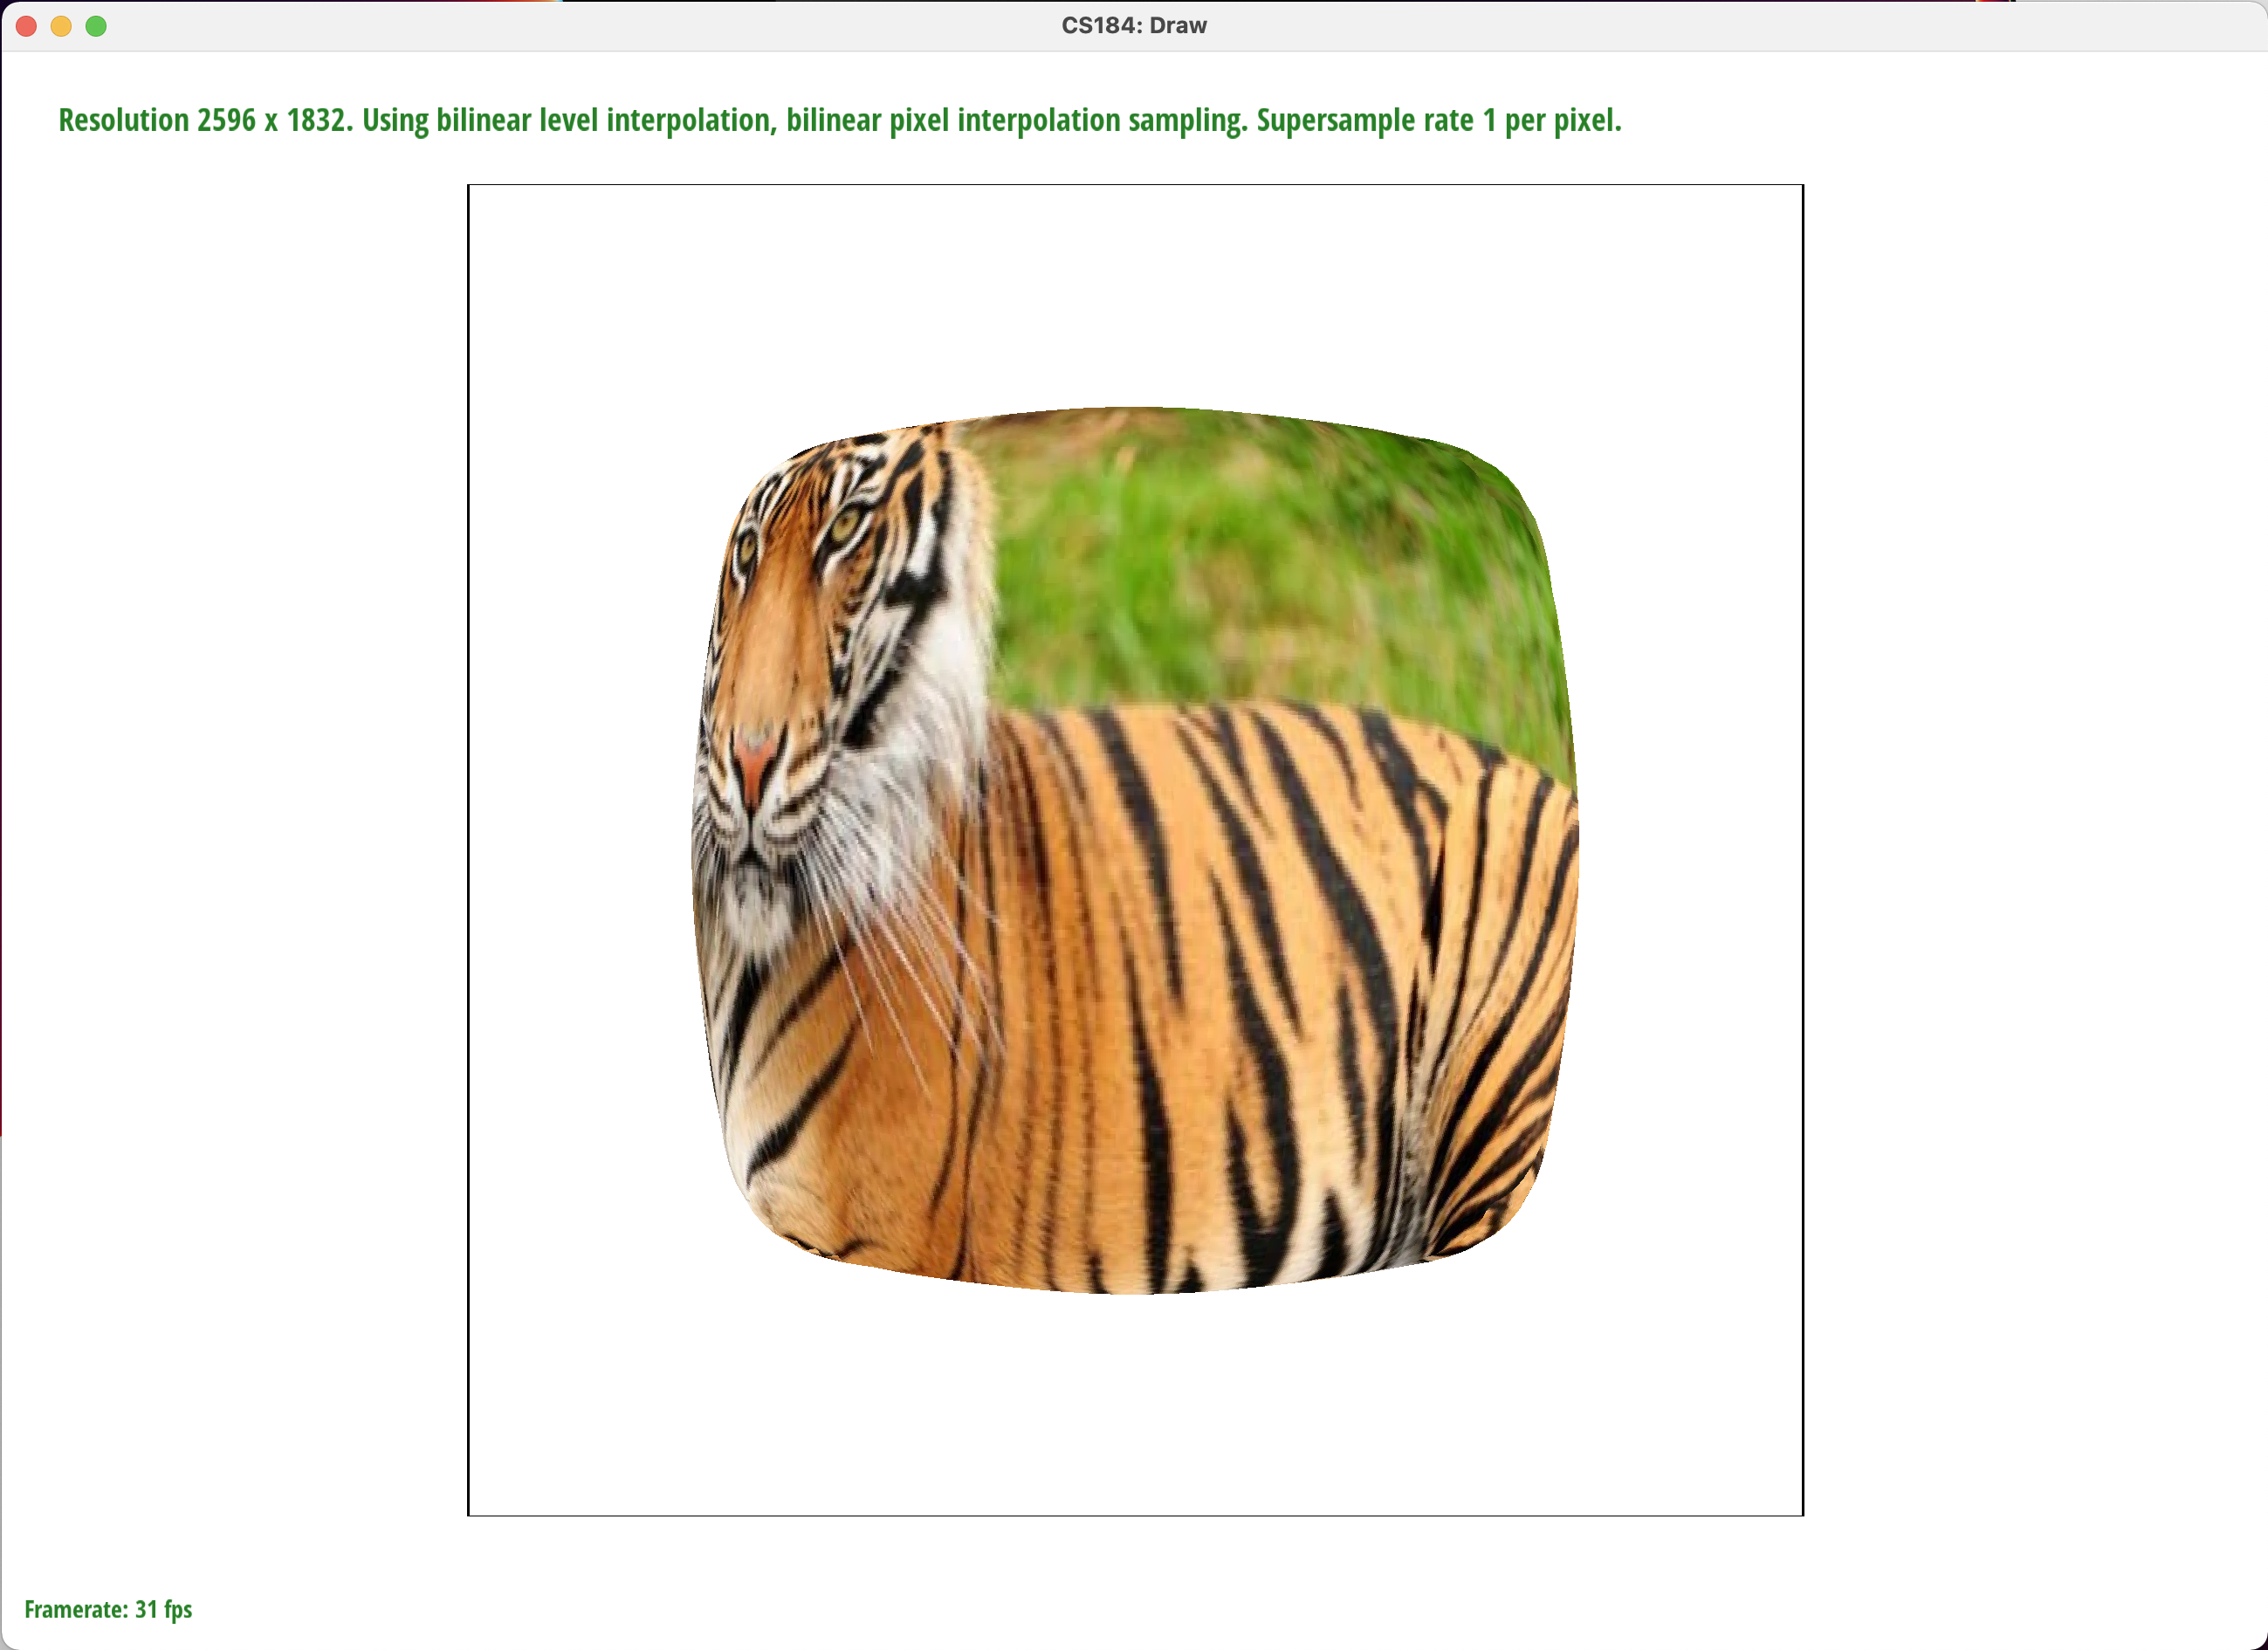 CS184: Draw
Resolution 2596 x 1832. Using bilinear level interpolation, bilinear pixel interpolation sampling. Supersample rate 1 per pixel.
Framerate: 31 fps